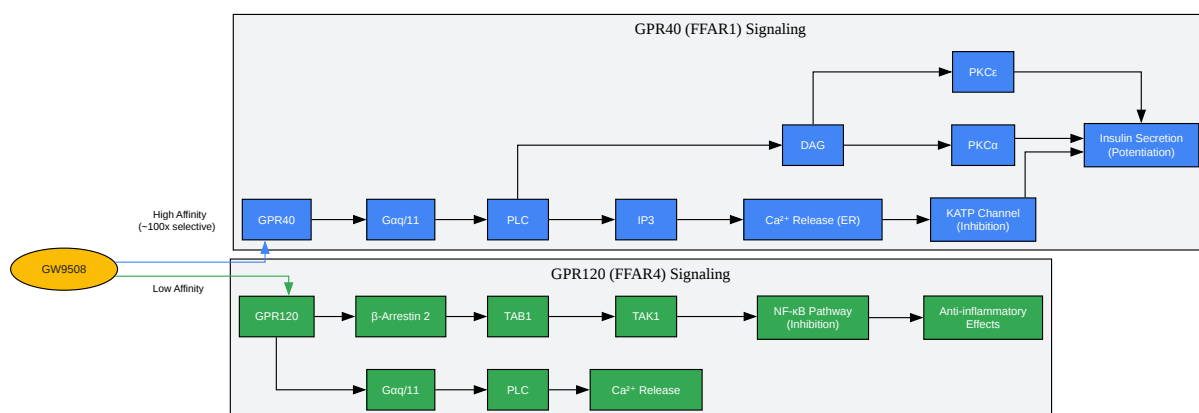 GPR40 (FFAR1) Signaling
PKCε
DAG
PKCα
Insulin Secretion
(Potentiation)
High Affinity
(~100x selective)
GPR40
Gαq/11
PLC
IP3
Ca²⁺ Release (ER)
KATP Channel
(Inhibition)
GW9508
Low Affinity
GPR120 (FFAR4) Signaling
GPR120
β-Arrestin 2
TAB1
TAK1
NF-κB Pathway
(Inhibition)
Anti-inflammatory
Effects
Gαq/11
PLC
Ca²⁺ Release